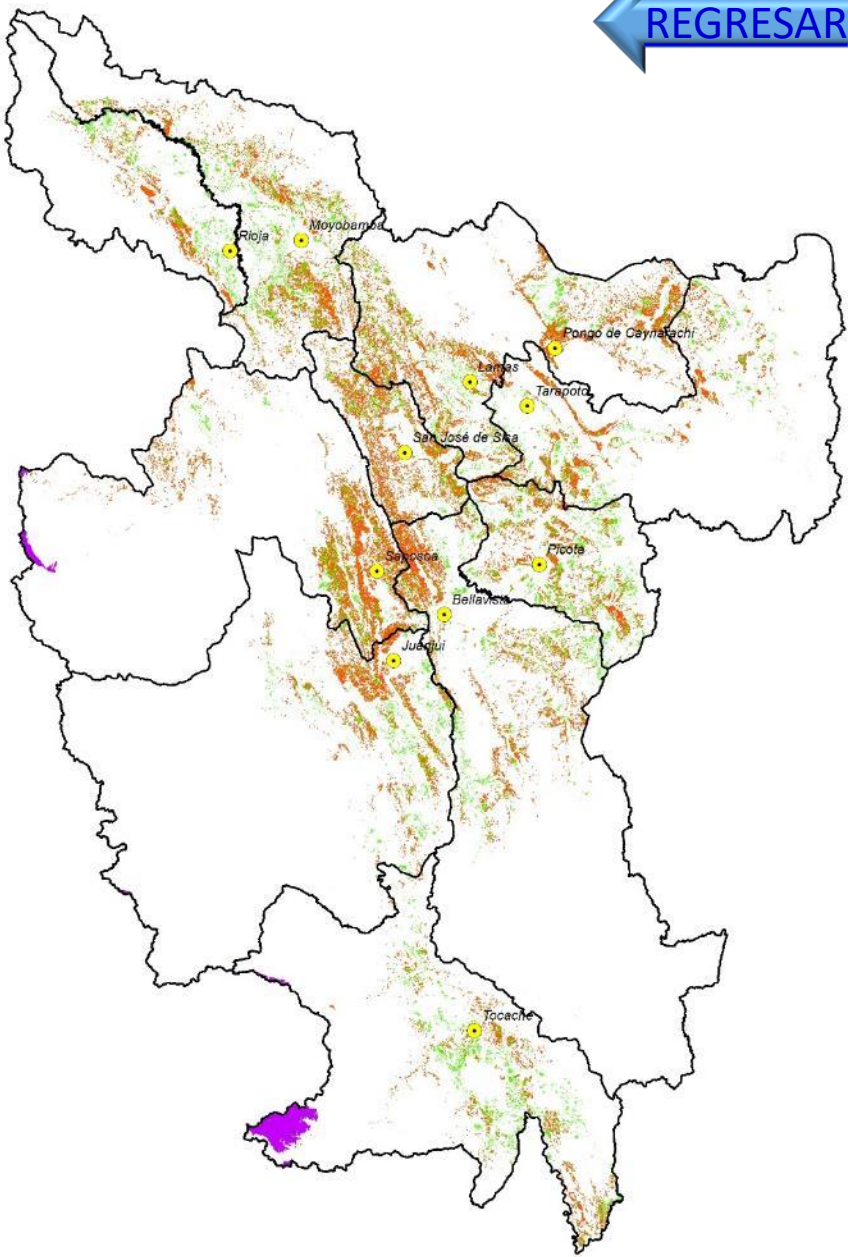 REGRESAR
Rioja
Moyobamba
Pongo de Caynarachi
Lamas
Tarapoto
San José de Sisa
Saposoa
Picota
Bellavista
Juanjui
Tocache